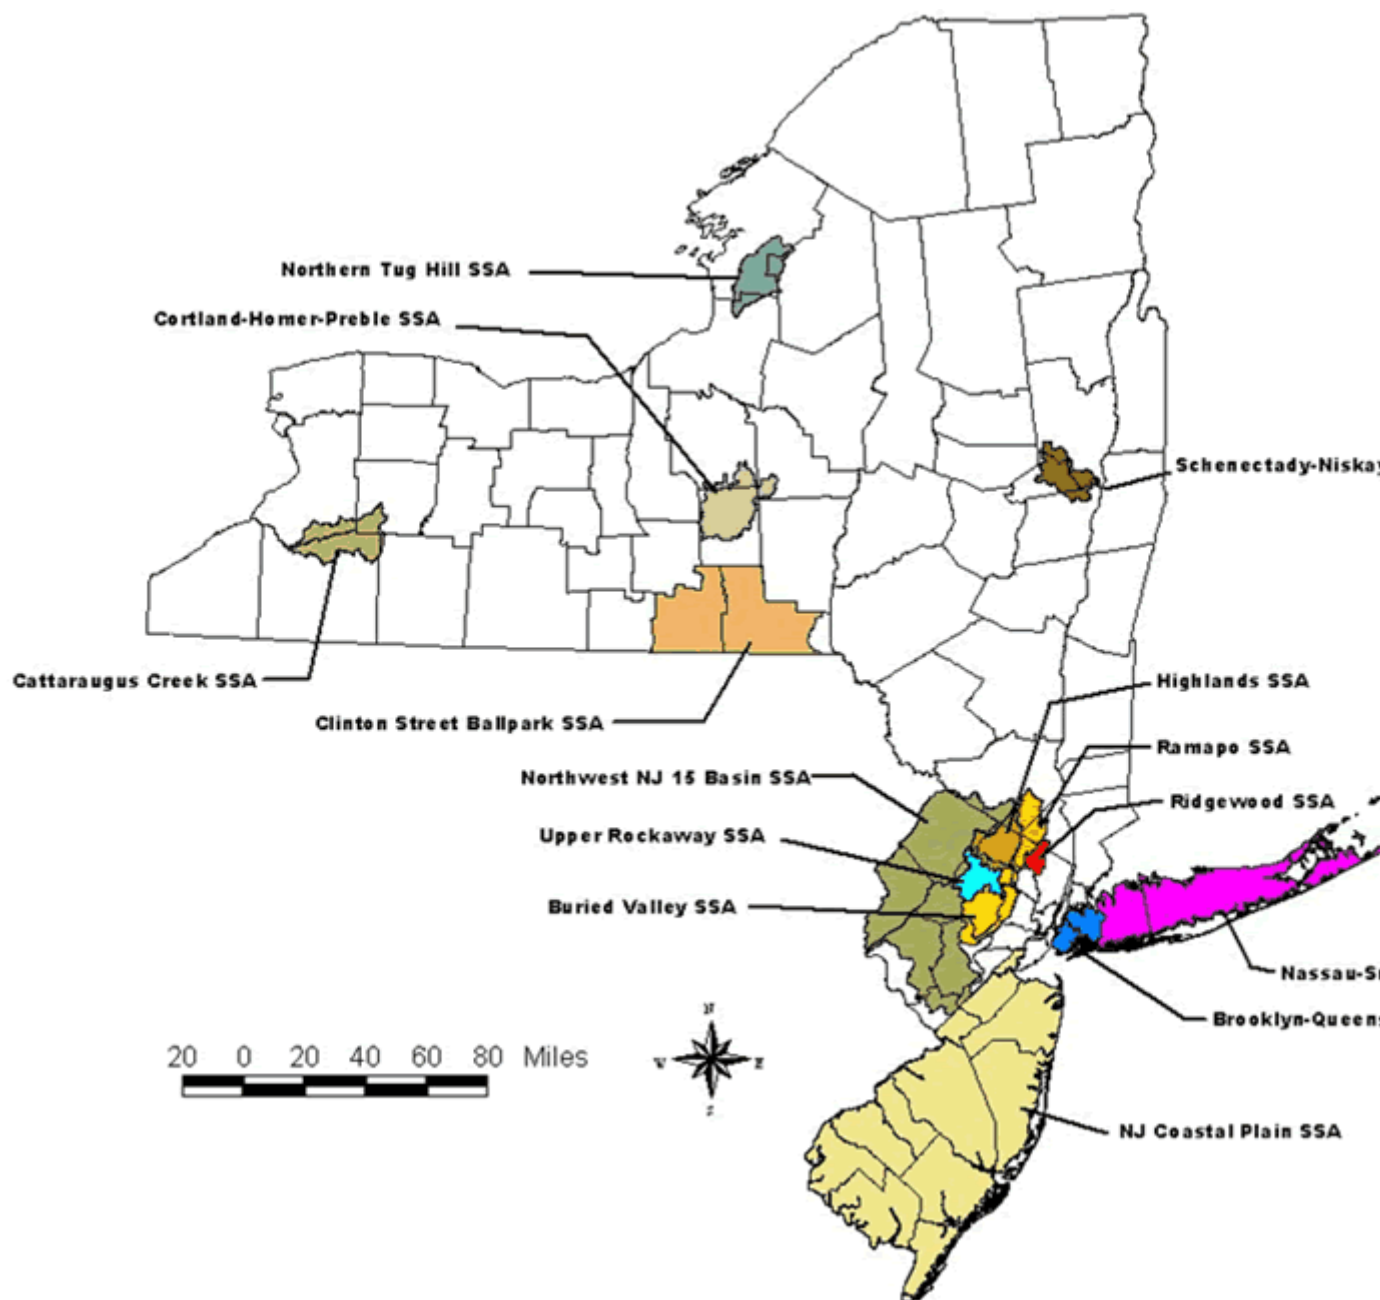 Northern Tug Hill SSA
Cortland-Homer-Preble SSA
Schenectady-Niskay
Cattaraugus Creek SSA
Clinton Street Ballpark SSA
Highlands SSA
Ramapo SSA
Northwest NJ 15 Basin SSA
Ridgewood SSA
Upper Rockaway SSA
Buried Valley SSA
Nassau-S
Brooklyn-Queens
N
W E
S
20 0 20 40 60 80 Miles
NJ Coastal Plain SSA